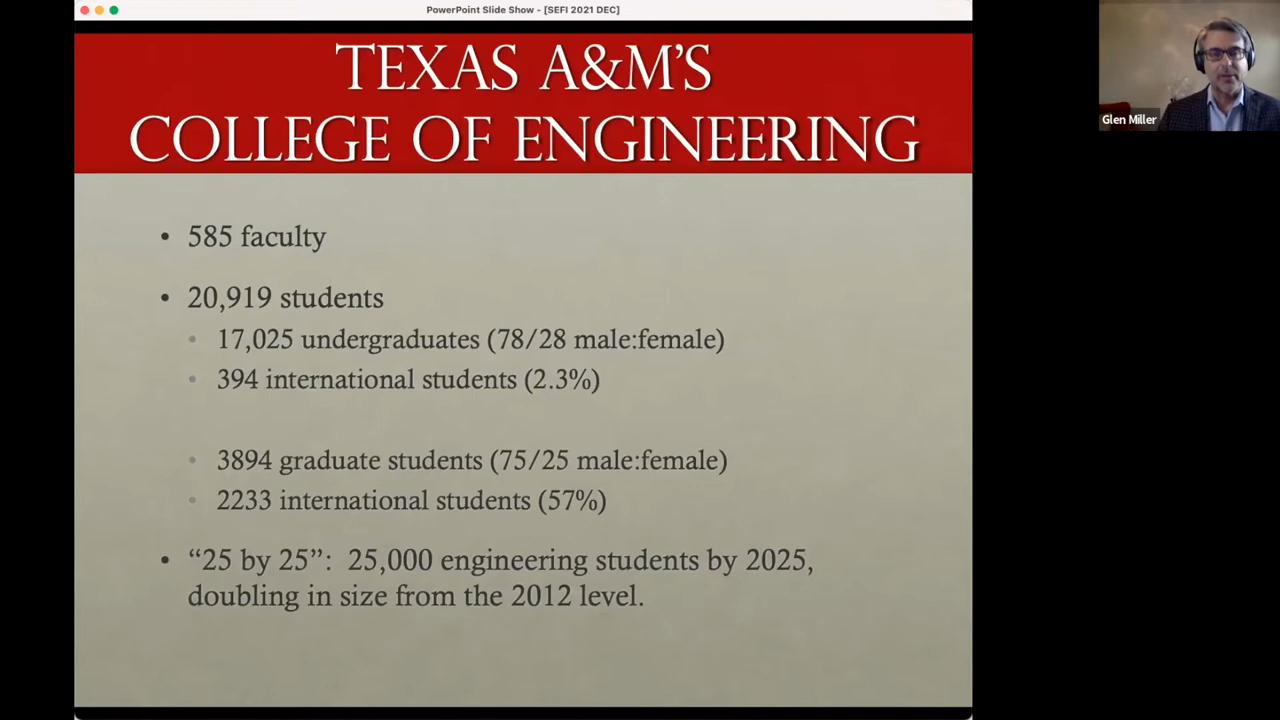 PowerPoint Slide Show - [SEFI 2021 DEC]
TEXAS A&M'S
COLLEGE OF ENGINEERING
• 585 faculty
• 20,919 students
• 17,025 undergraduates (78/28 male:female)
• 394 international students (2.3%)
• 3894 graduate students (75/25 male:female)
• 2233 international students (57%)
• “25 by 25”: 25,000 engineering students by 2025,
doubling in size from the 2012 level.
Glen Miller